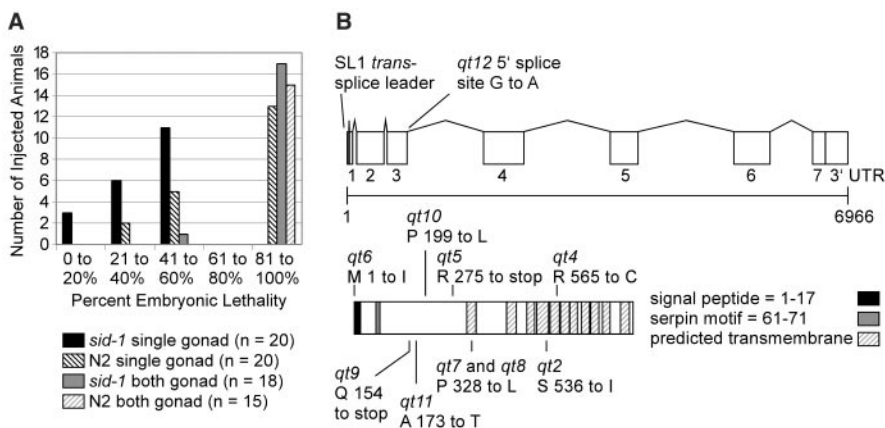 A
18
16
14
12
10
8
6
4
2
0
Number of Injected Animals
0 to 20%
21 to 40%
41 to 60%
61 to 80%
81 to 100%
Percent Embryonic Lethality
sid-1 single gonad (n = 20)
N2 single gonad (n = 20)
sid-1 both gonad (n = 18)
N2 both gonad (n = 15)
B
SL1 trans-
splice leader
qt12 5' splice
site G to A
1 2 3 4 5 6 7 3' UTR
1 6966
qt10
P 199 to L
qt6
M 1 to I
qt5
R 275 to stop
qt4
R 565 to C
signal peptide = 1-17
serpin motif = 61-71
predicted transmembrane
qt9
Q 154
to stop
qt11
A 173 to T
qt7 and qt8
P 328 to L
qt2
S 536 to I